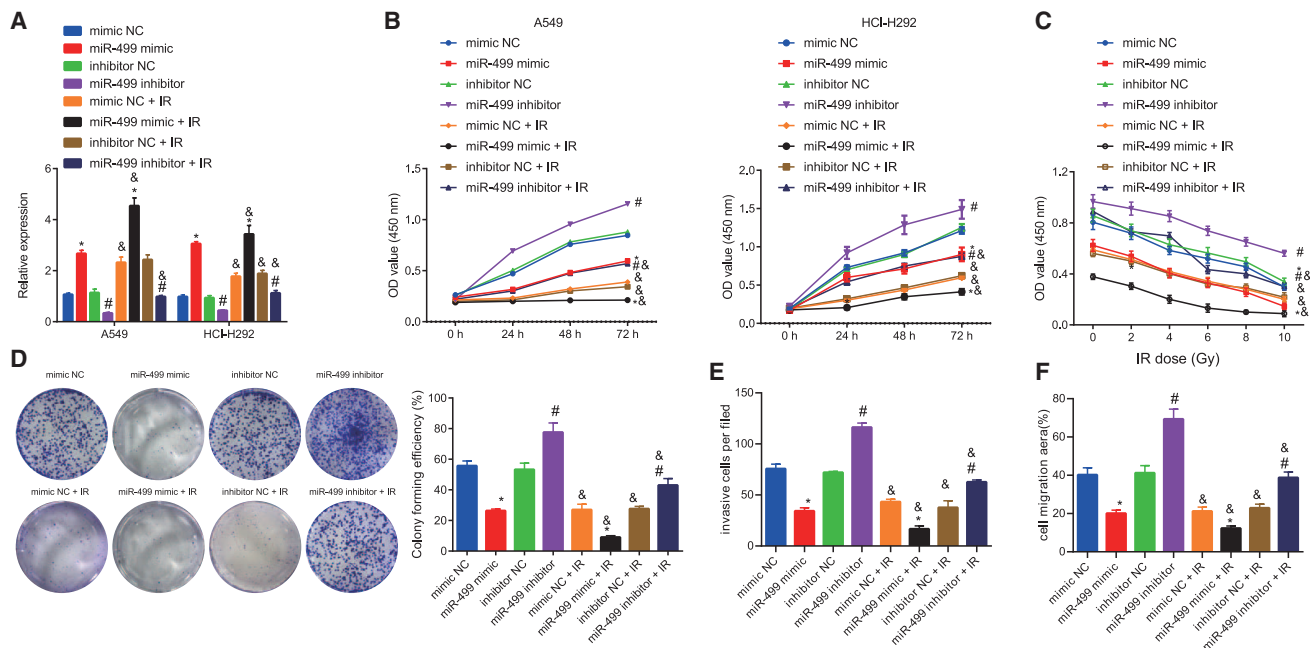 A
mimic NC
miR-499 mimic
inhibitor NC
miR-499 inhibitor
mimic NC + IR
miR-499 mimic + IR
inhibitor NC + IR
miR-499 inhibitor + IR
Relative expression
6
4
2
0
*
#
&
&
*
&
#
*
#
&
&
*
&
&
#
A549
HCI-H292
B
A549
mimic NC
miR-499 mimic
inhibitor NC
miR-499 inhibitor
mimic NC + IR
miR-499 mimic + IR
inhibitor NC + IR
miR-499 inhibitor + IR
OD value (450 nm)
1.5
1.0
0.5
0.0
#
*
#&
&
&
*&
0 h
24 h
48 h
72 h
HCI-H292
mimic NC
miR-499 mimic
inhibitor NC
miR-499 inhibitor
mimic NC + IR
miR-499 mimic + IR
inhibitor NC + IR
miR-499 inhibitor + IR
OD value (450 nm)
2.0
1.5
1.0
0.5
0.0
#
*
#&
&
&
*&
0 h
24 h
48 h
72 h
C
mimic NC
miR-499 mimic
inhibitor NC
miR-499 inhibitor
mimic NC + IR
miR-499 mimic + IR
inhibitor NC + IR
miR-499 inhibitor + IR
OD value (450 nm)
1.2
0.8
0.4
0.0
*
#
#&
&
&
*
*&
0
2
4
6
8
10
IR dose (Gy)
D
mimic NC
miR-499 mimic
inhibitor NC
miR-499 inhibitor
mimic NC + IR
miR-499 mimic + IR
inhibitor NC + IR
miR-499 inhibitor + IR
Colony forming efficiency (%)
100
80
60
40
20
0
*
#
&
&
*
&
&
#
mimic NC
miR-499 mimic
inhibitor NC
miR-499 inhibitor
mimic NC + IR
miR-499 mimic + IR
inhibitor NC + IR
miR-499 inhibitor + IR
E
invasive cells per filed
150
100
50
0
*
#
&
&
*
&
&
#
mimic NC
miR-499 mimic
inhibitor NC
miR-499 inhibitor
mimic NC + IR
miR-499 mimic + IR
inhibitor NC + IR
miR-499 inhibitor + IR
F
cell migration aera(%)
80
60
40
20
0
*
#
&
&
*
&
&
#
mimic NC
miR-499 mimic
inhibitor NC
miR-499 inhibitor
mimic NC + IR
miR-499 mimic + IR
inhibitor NC + IR
miR-499 inhibitor + IR